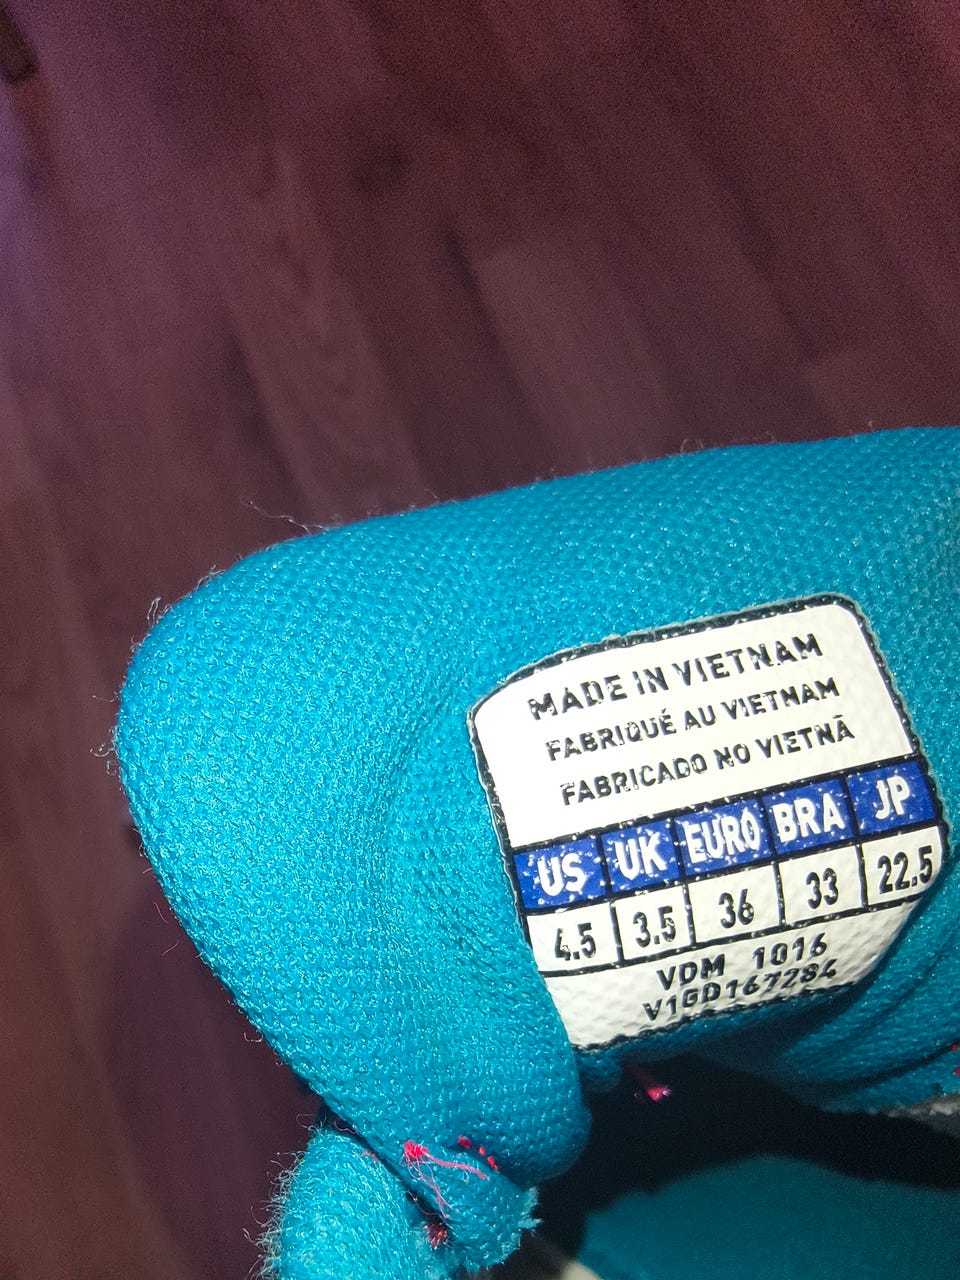 MADE IN VIETNAM
FABRIQUÉ AU VIETNAM
FABRICADO NO VIETNÃ
US UK EURO BRA JP
4.5 3.5 36 33 22.5
VDM 1016
V1GD167284